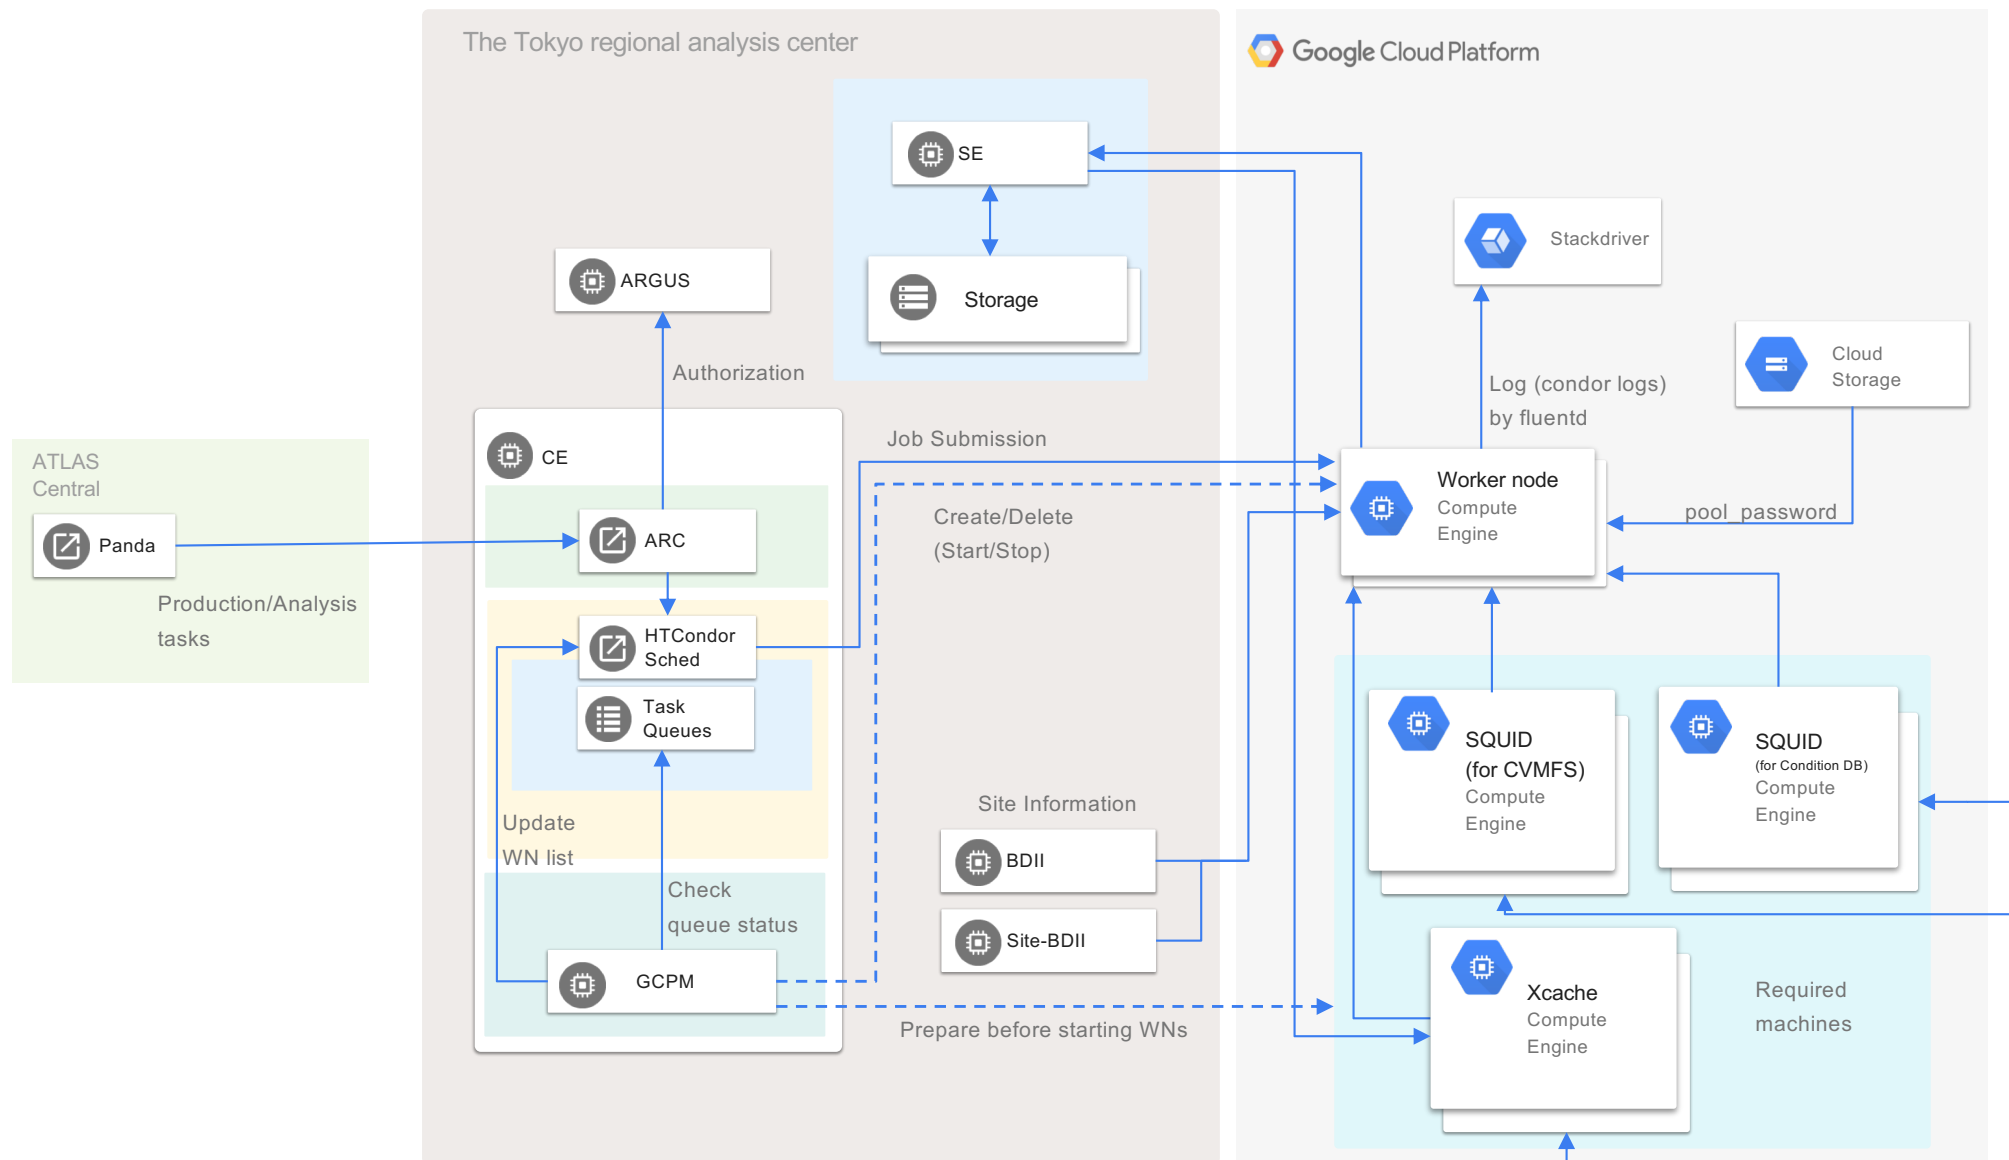 The Tokyo regional analysis center
Google Cloud Platform
SE
Stackdriver
ARGUS
Storage
Cloud
Storage
Authorization
Log (condor logs)
by fluentd
Job Submission
CE
ATLAS
Central
Worker node
Compute
Engine
pool_password
Create/Delete
(Start/Stop)
Panda
ARC
Production/Analysis
tasks
HTCondor
Sched
Task
Queues
SQUID
(for CVMFS)
Compute
Engine
SQUID
(for Condition DB)
Compute
Engine
Site Information
Update
WN list
BDII
Check
queue status
Site-BDII
GCPM
Xcache
Compute
Engine
Required
machines
Prepare before starting WNs